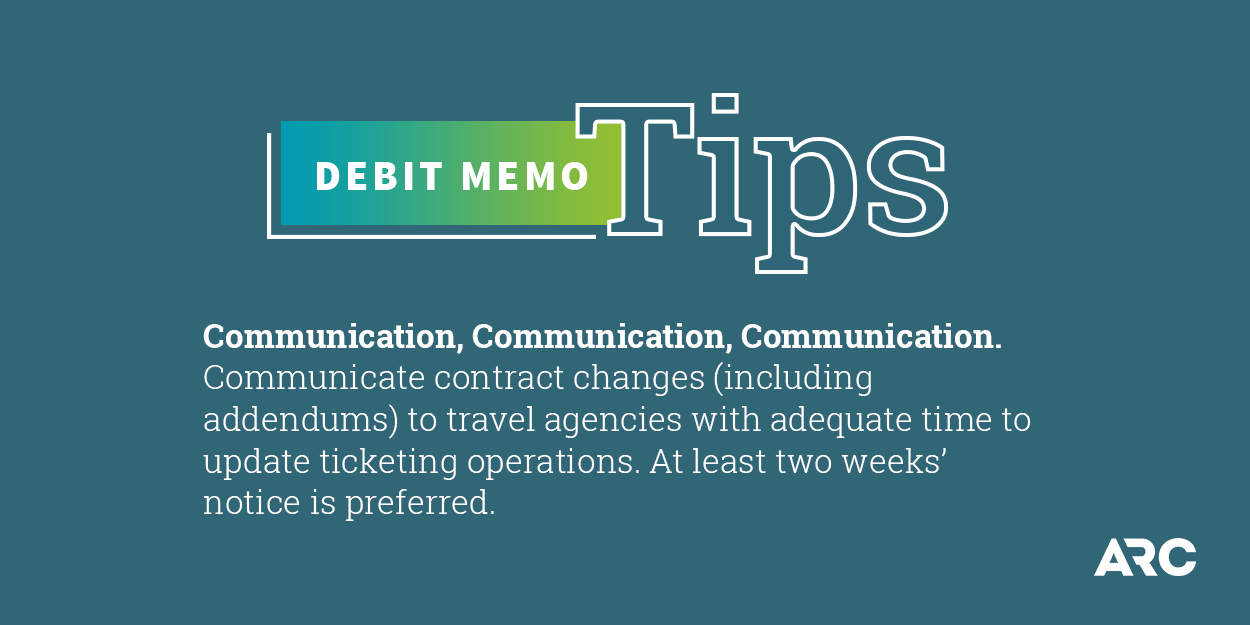 DEBIT MEMO Tips
Communication, Communication, Communication.
Communicate contract changes (including
addendums) to travel agencies with adequate time to
update ticketing operations. At least two weeks’
notice is preferred.
ARC